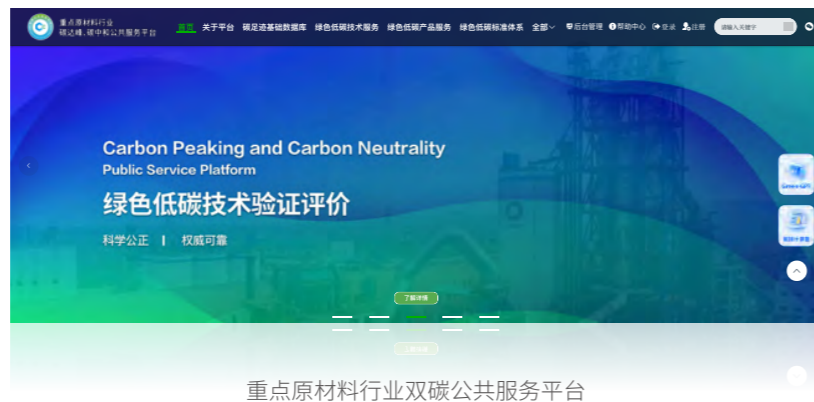 重点原材料行业
碳达峰、碳中和公共服务平台
首页 关于平台 碳足迹基础数据库 绿色低碳技术服务 绿色低碳产品服务 绿色低碳标准体系 全部 后台管理 帮助中心 登录 注册 请输入关键字
Carbon Peaking and Carbon Neutrality
Public Service Platform
绿色低碳技术验证评价
科学公正 | 权威可靠
了解详情
重点原材料行业双碳公共服务平台